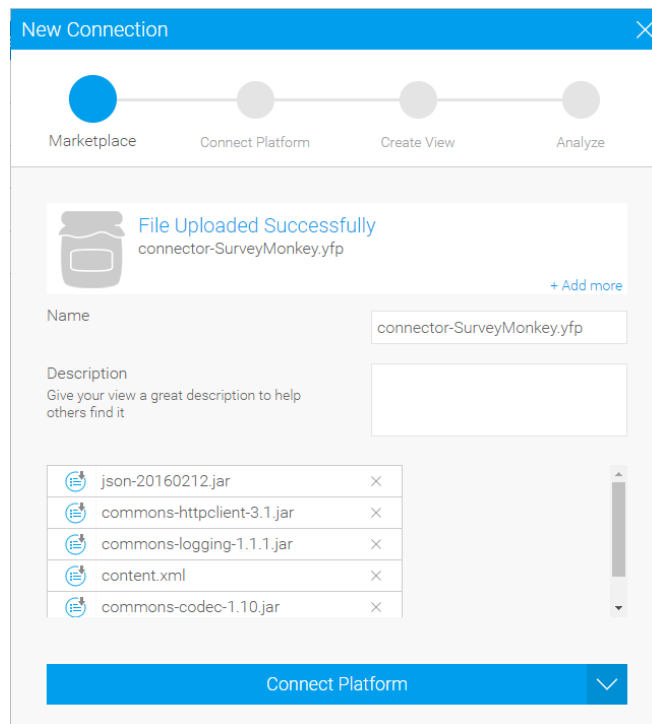 New Connection
Marketplace
Connect Platform
Create View
Analyze
File Uploaded Successfully
connector-SurveyMonkey.yfp
+ Add more
Name
connector-SurveyMonkey.yfp
Description
Give your view a great description to help
others find it
json-20160212.jar
commons-httpclient-3.1.jar
commons-logging-1.1.1.jar
content.xml
commons-codec-1.10.jar
Connect Platform